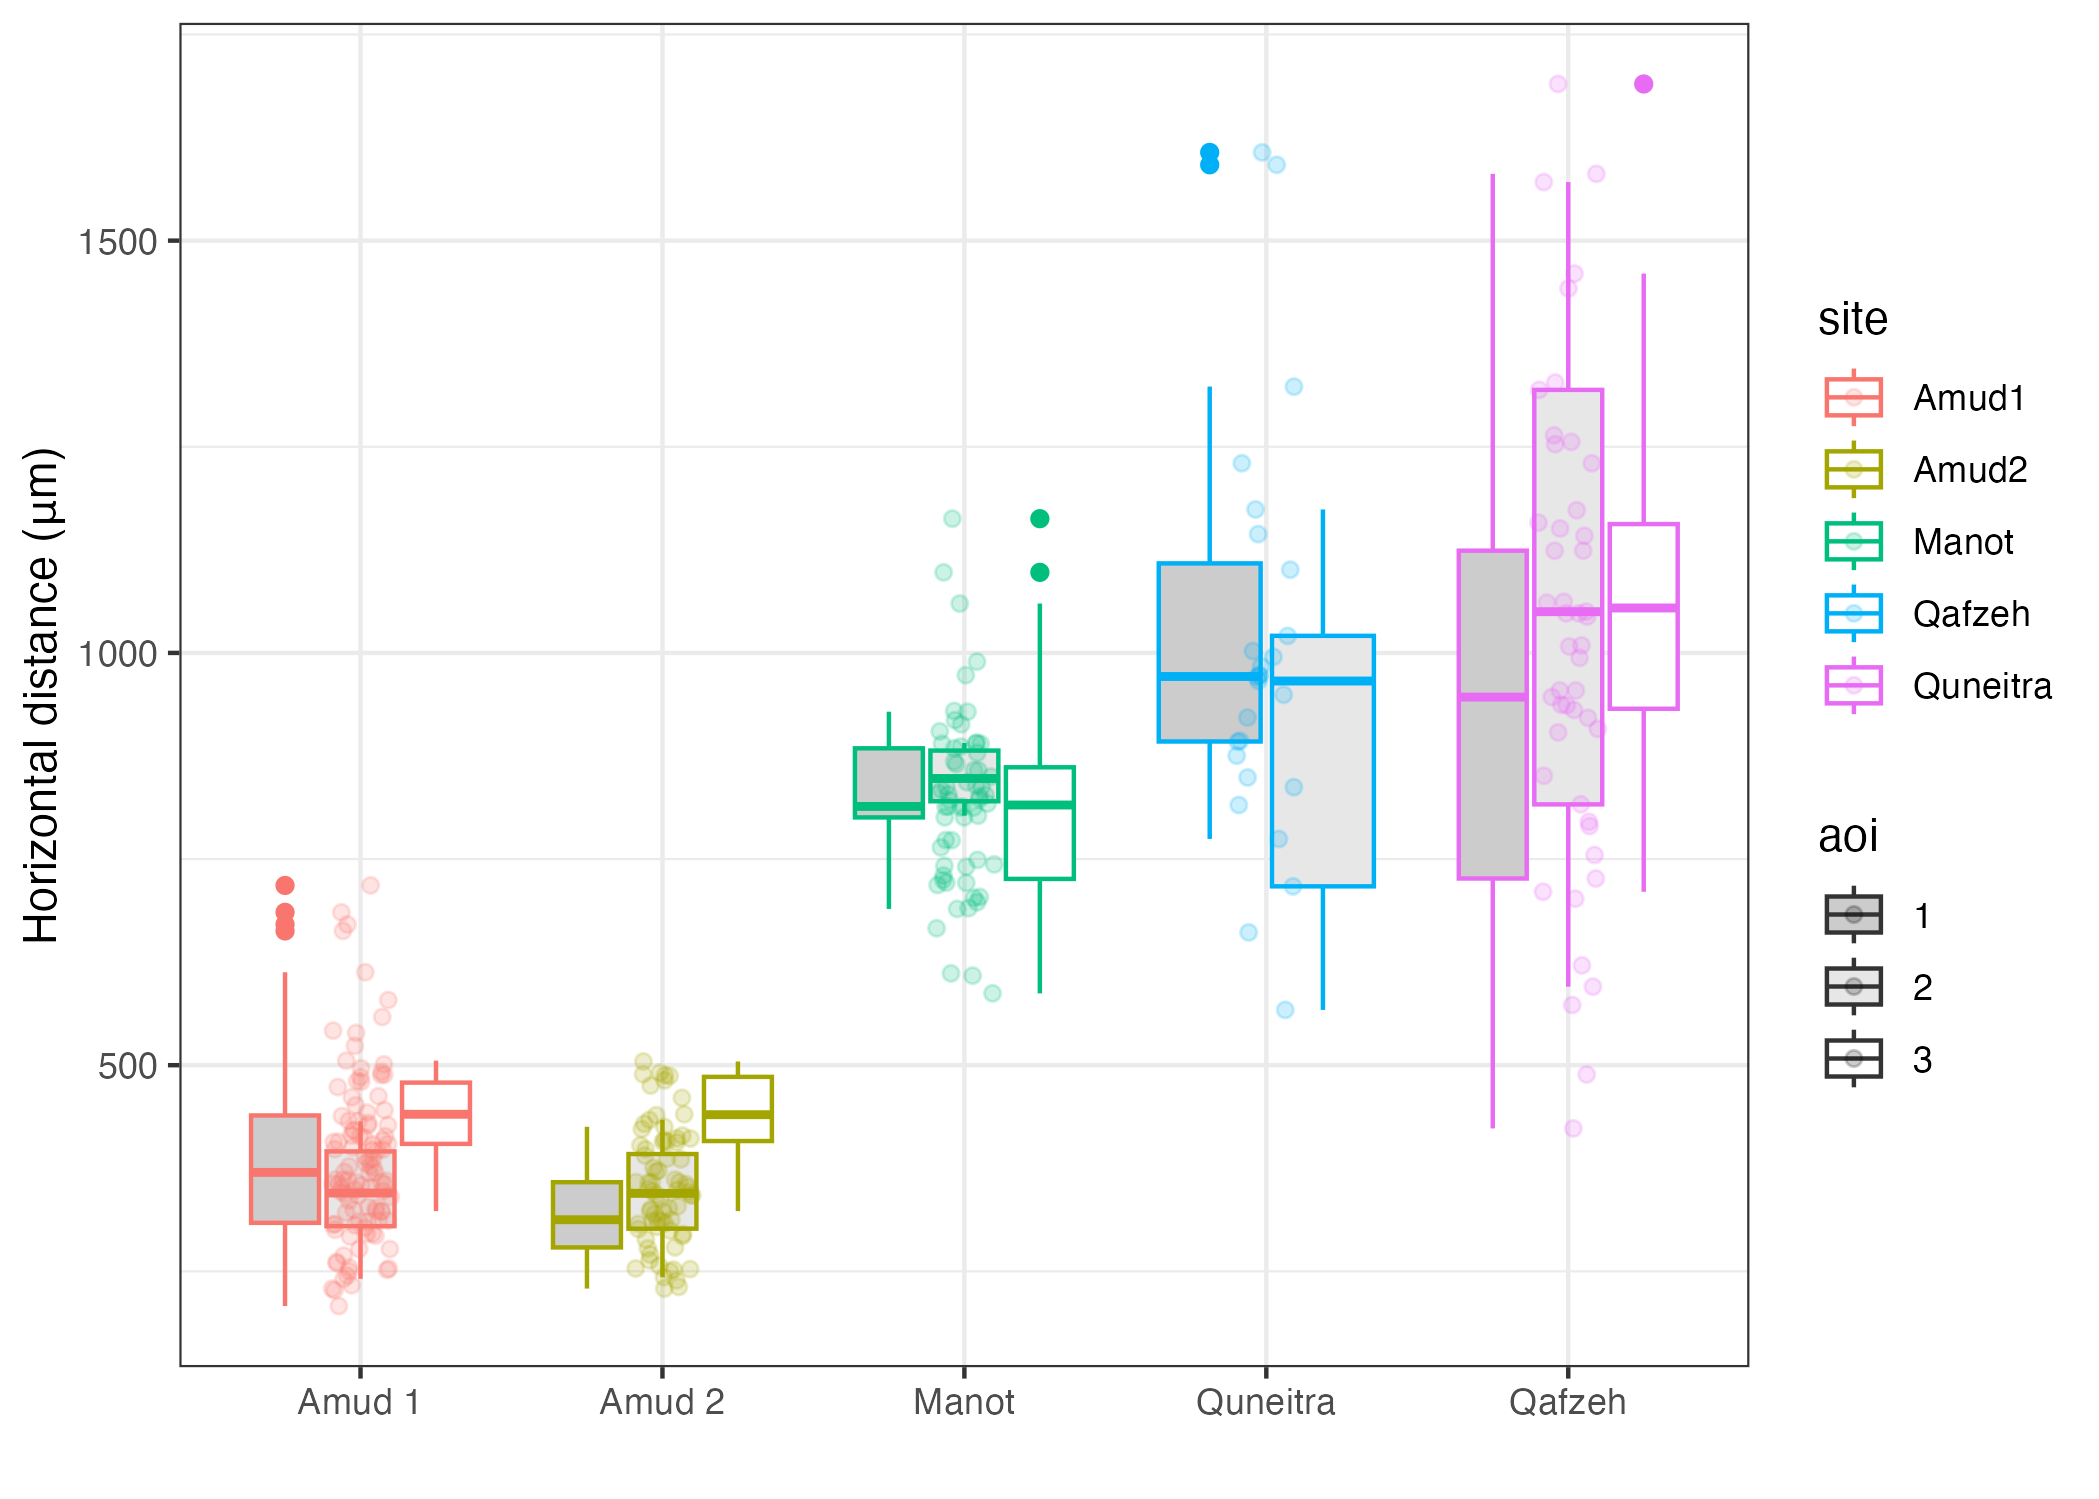 Horizontal distance (µm)
1500
1000
500
Amud 1
Amud 2
Manot
Quneitra
Qafzeh
site
Amud1
Amud2
Manot
Qafzeh
Quneitra
aoi
1
2
3